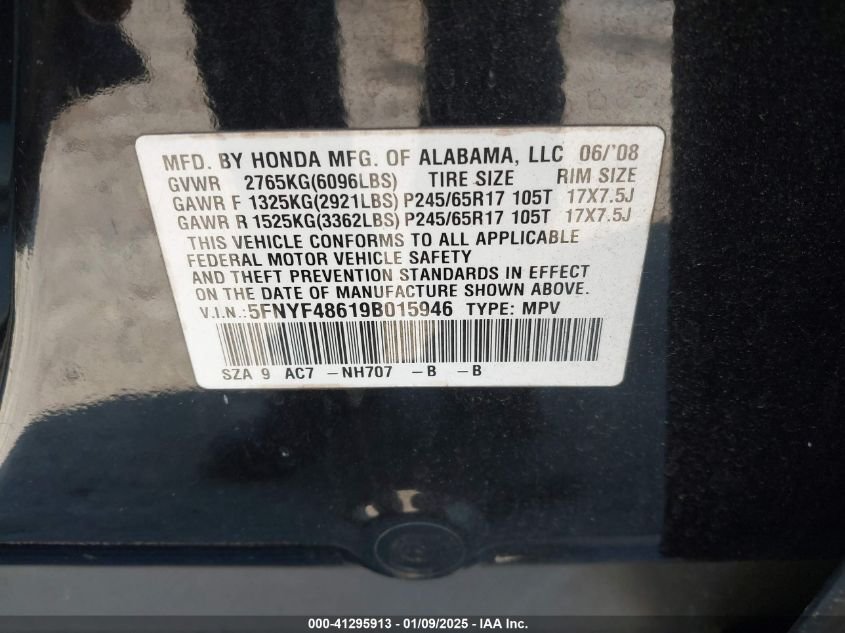 MFD. BY HONDA MFG. OF ALABAMA, LLC 06/'08
GVWR 2765KG(6096LBS) TIRE SIZE RIM SIZE
GAWR F 1325KG(2921LBS) P245/65R17 105T 17X7.5J
GAWR R 1525KG(3362LBS) P245/65R17 105T 17X7.5J
THIS VEHICLE CONFORMS TO ALL APPLICABLE
FEDERAL MOTOR VEHICLE SAFETY
AND THEFT PREVENTION STANDARDS IN EFFECT
ON THE DATE OF MANUFACTURE SHOWN ABOVE.
V.I.N.: 5FNYF48619B015946 TYPE: MPV
SZA 9 AC7 -NH707 -B -B
000-41295913 - 01/09/2025 - IAA Inc.